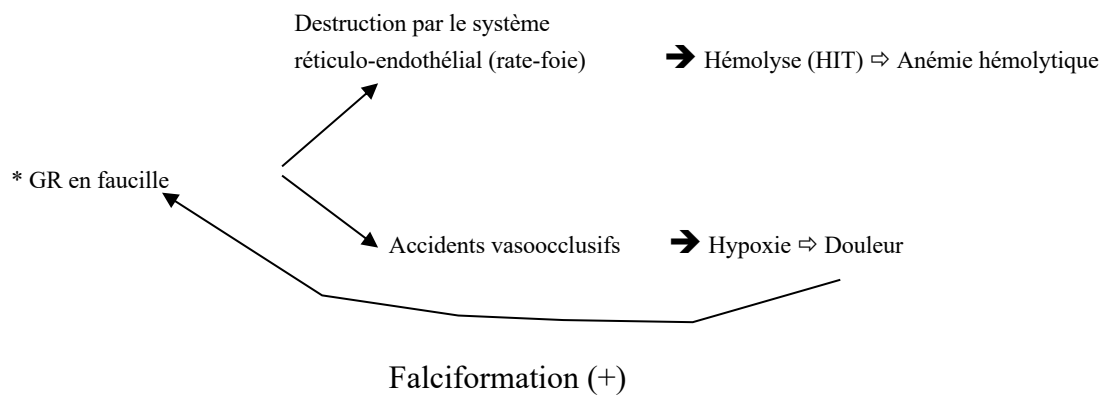 Destruction par le système
réticulo-endothélial (rate-foie) ➔ Hémolyse (HIT) ⇨ Anémie hémolytique
* GR en faucille
Accidents vasoocclusifs ➔ Hypoxie ⇨ Douleur
Falciformation (+)